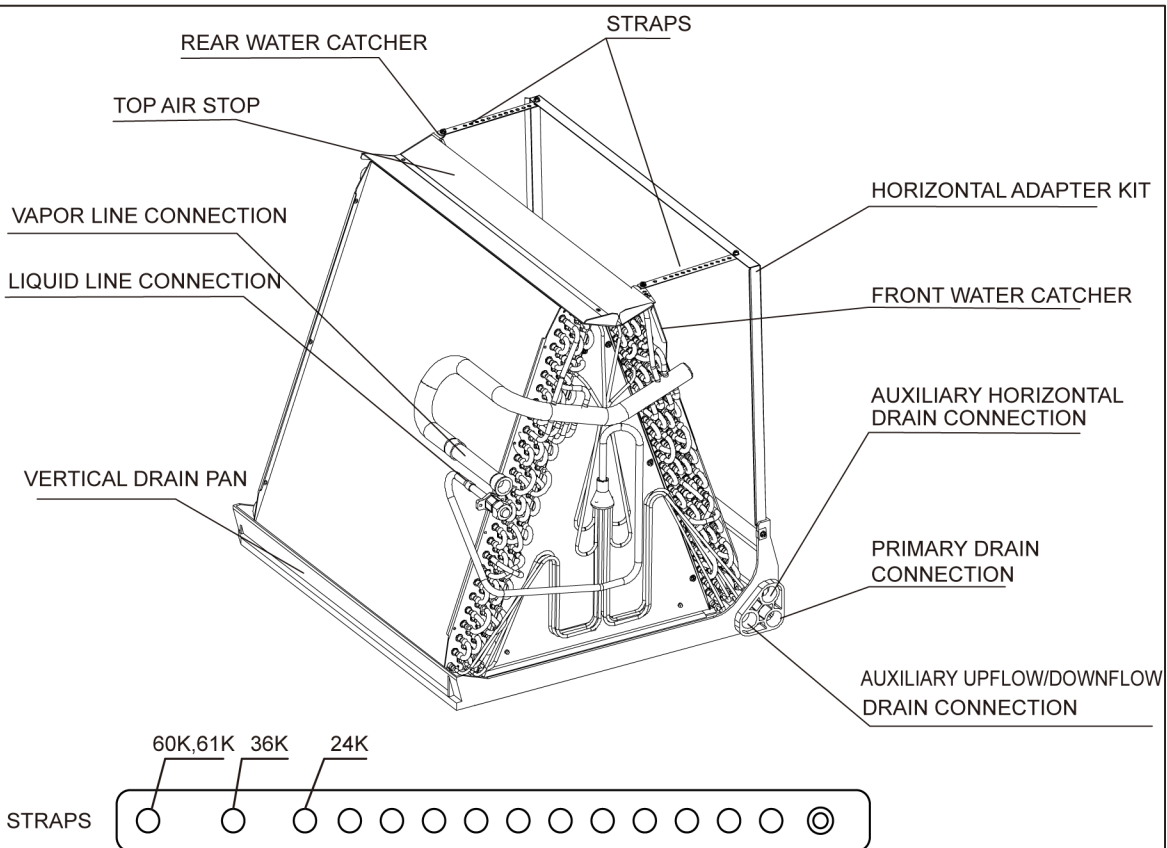 STRAPS
REAR WATER CATCHER
TOP AIR STOP
HORIZONTAL ADAPTER KIT
VAPOR LINE CONNECTION
LIQUID LINE CONNECTION
FRONT WATER CATCHER
AUXILIARY HORIZONTAL
DRAIN CONNECTION
VERTICAL DRAIN PAN
PRIMARY DRAIN
CONNECTION
AUXILIARY UPFLOW/DOWNFLOW
DRAIN CONNECTION
60K,61K 36K 24K
STRAPS